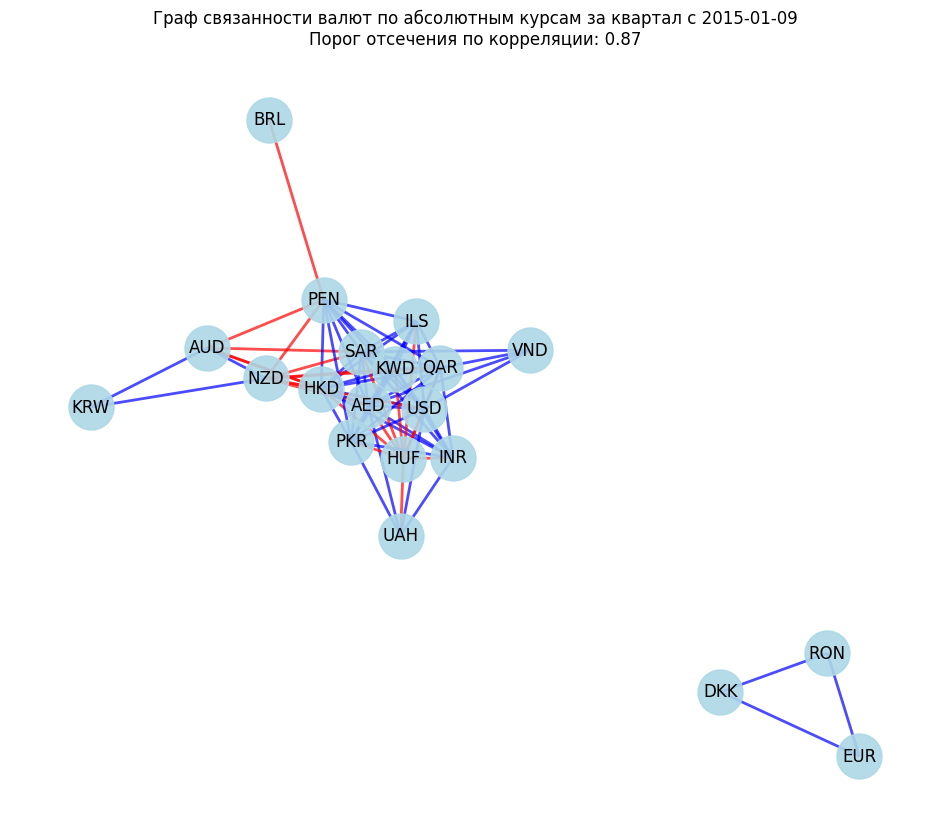 Граф связанности валют по абсолютным курсам за квартал с 2015-01-09
Порог отсечения по корреляции: 0.87
BRL
PEN
ILS
AUD
SAR
VND
KWD
QAR
NZD
HKD
KRW
AED
USD
PKR
HUF
INR
UAH
RON
DKK
EUR